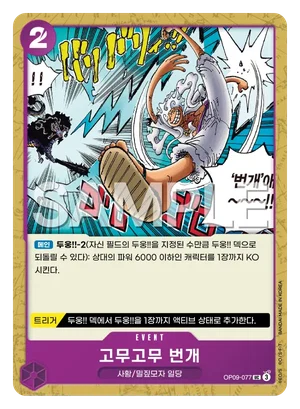 2
!!
'번개'애
SAMPLE
메인 두웅!!-2(자신 필드의 두웅!!을 지정된 수만큼 두웅!! 덱으로
되돌릴 수 있다): 상대의 파워 6000 이하인 캐릭터를 1장까지 KO
시킨다.
트리거 두웅!! 덱에서 두웅!!을 1장까지 액티브 상태로 추가한다.
EVENT
고무고무 번개
사황/밀짚모자 일당
OP09-077 UC 3